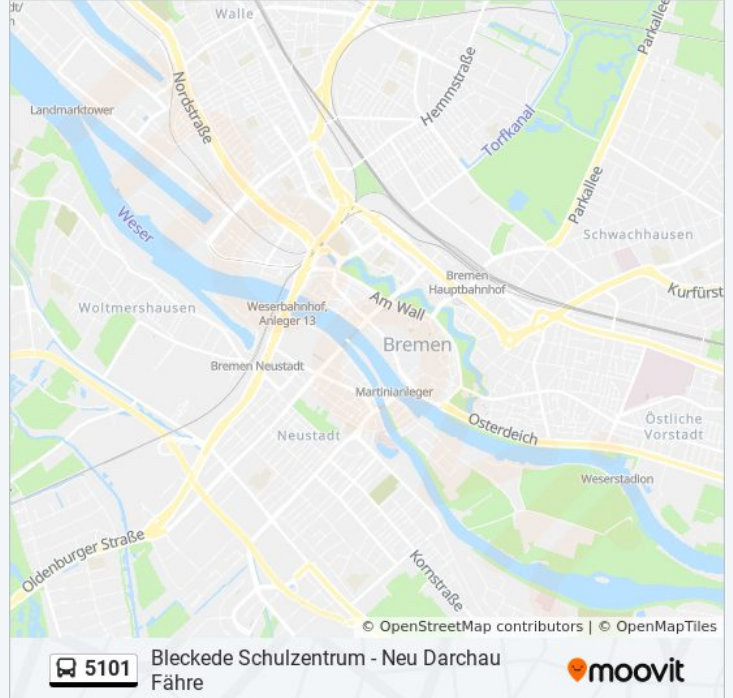 dt/
Walle
Parkallee
Hemmstraße
Nordstraße
Landmarktower
Torfkanal
Parkallee
Weser
Schwachhausen
Bremen
Hauptbahnhof
Kurfürst
Woltmershausen
Weserbahnhof,
Anleger 13
Am Wall
Bremen
Bremen Neustadt
Martinianleger
Neustadt
Osterdeich
Östliche
Vorstadt
Weserstadion
Oldenburger Straße
Kornstraße
© OpenStreetMap contributors | © OpenMapTiles
5101
Bleckede Schulzentrum - Neu Darchau
Fähre
moovit